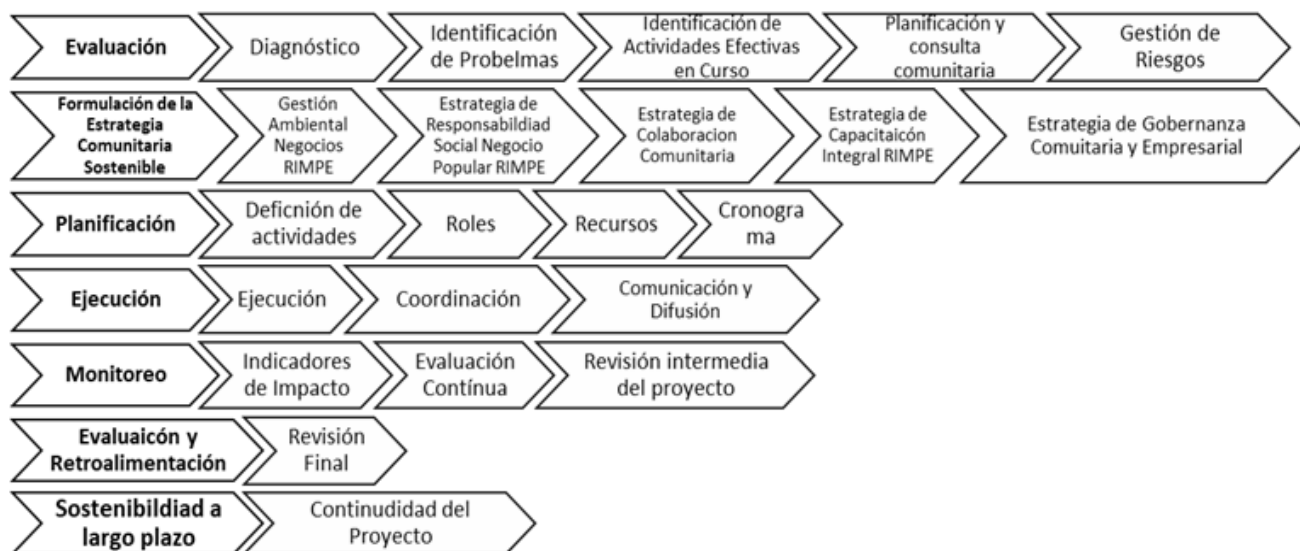 Evaluación
Diagnóstico
Identificación
de Probelmas
Identificación de
Actividades Efectivas
en Curso
Planificación y
consulta
comunitaria
Gestión de
Riesgos
Formulación de la
Estrategia
Comunitaria
Sostenible
Gestión
Ambiental
Negocios
RIMPE
Estrategia de
Responsabildiad
Social Negocio
Popular RIMPE
Estrategia de
Colaboracion
Comunitaria
Estrategia de
Capacitaicón
Integral RIMPE
Estrategia de Gobernanza
Comuitaria y Empresarial
Planificación
Deficnión de
actividades
Roles
Recursos
Cronogra
ma
Ejecución
Ejecución
Coordinación
Comunicación y
Difusión
Monitoreo
Indicadores
de Impacto
Evaluación
Contínua
Revisión intermedia
del proyecto
Evaluaicón y
Retroalimentación
Revisión
Final
Sostenibildiad a
largo plazo
Continudidad del
Proyecto